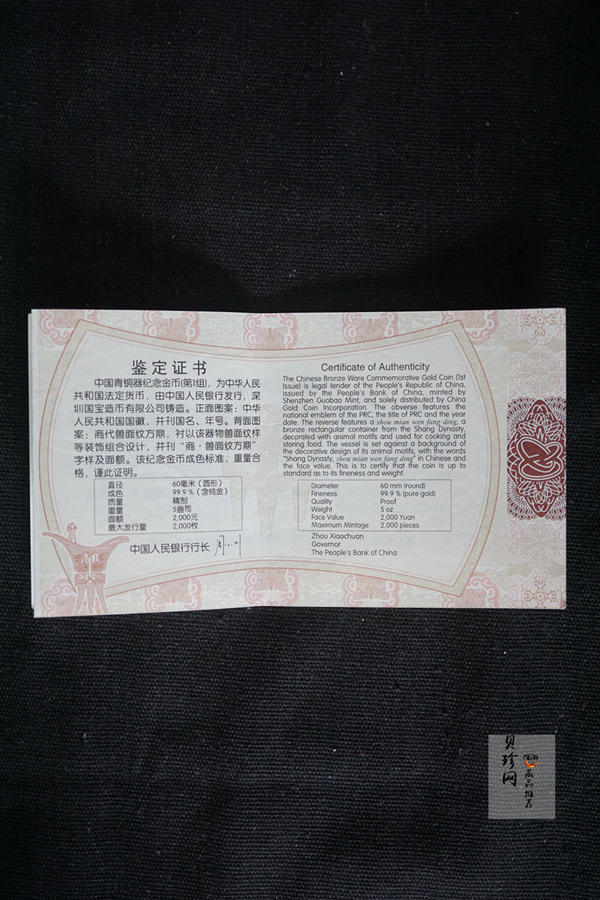 鉴定证书
中国青铜器纪念金币(第1组)，为中华人民
共和国法定货币，由中国人民银行发行，深
圳国宝造币有限公司铸造。正面图案：中华
人民共和国国徽，并刊国名、年号。背面图
案：商代兽面纹方鼎，衬以该器物兽面纹样
等装饰组合设计，并刊“商·兽面纹方鼎”
字样及面额。该纪念金币成色标准，重量合
格，谨此证明。
直径 60毫米（圆形）
成色 99.9％（含纯金）
质量 精制
重量 5盎司
面额 2,000元
最大发行量 2,000枚
中国人民银行行长
Certificate of Authenticity
The Chinese Bronze Ware Commemorative Gold Coin (1st
Issue) is legal tender of the People's Republic of China,
issued by the People's Bank of China, minted by
Shenzhen Guobao Mint, and solely distributed by China
Gold Coin Incorporation. The obverse features the
national emblem of the PRC, the title of PRC and the year
date. The reverse features a shou mian wen fang ding, a
bronze rectangular container from the Shang Dynasty,
decorated with animal motifs and used for cooking and
storing food. The vessel is set against a background of
the decorative design of its animal motifs, with the words
"Shang Dynasty, shou mian wen fang ding" in Chinese and
the face value. This is to certify that the coin is up to
standard as to its fineness and weight.
Diameter 60 mm (round)
Fineness 99.9 % (pure gold)
Quality Proof
Weight 5 oz
Face Value 2,000 Yuan
Maximum Mintage 2,000 pieces
Zhou Xiaochuan
Governor
The People's Bank of China
贝珍网
藏品推荐